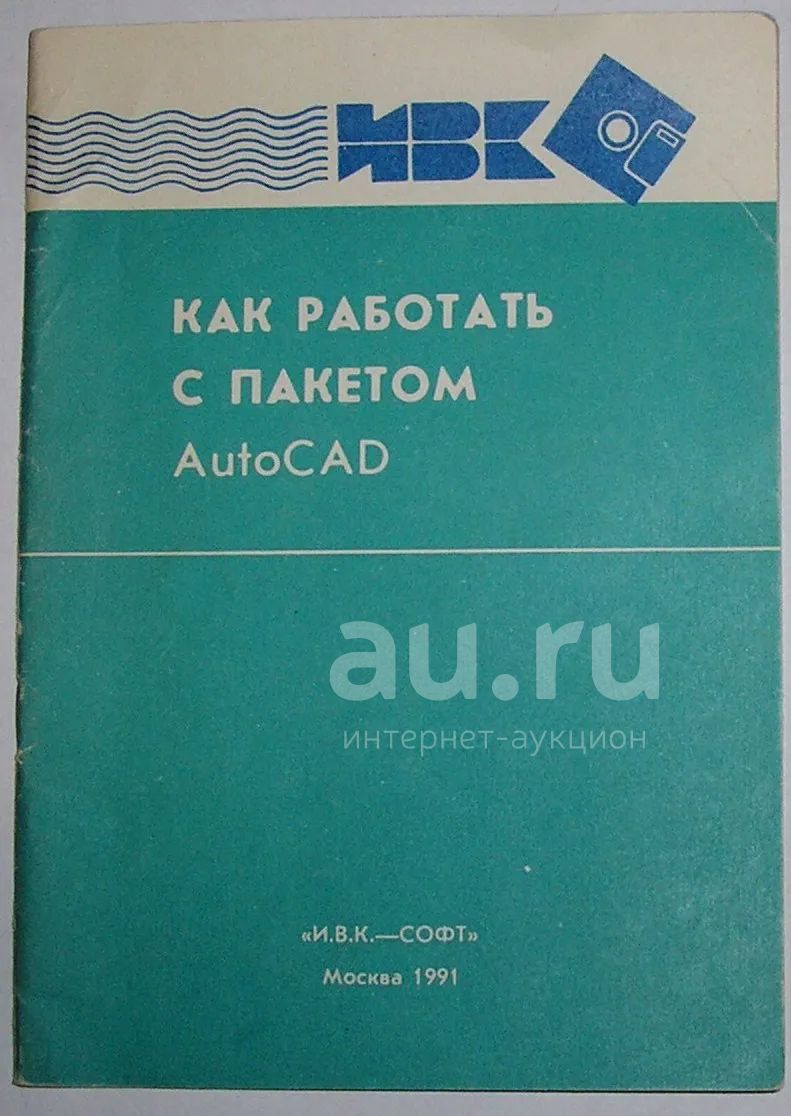 ИВК
КАК РАБОТАТЬ
С ПАКЕТОМ
AutoCAD
au.ru
интернет-аукцион
«И.В.К.—СОФТ»
Москва 1991